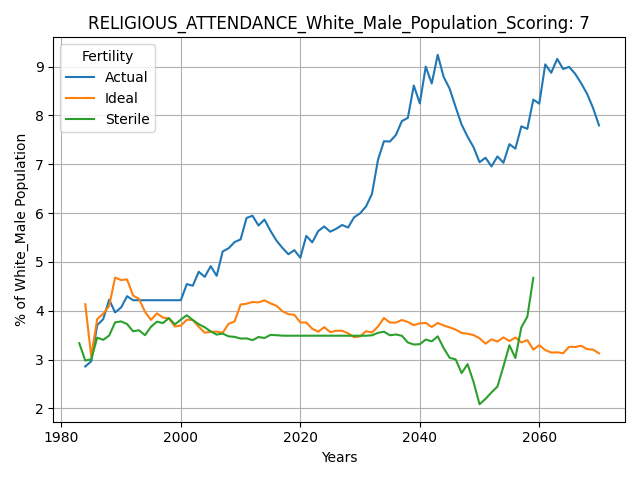 RELIGIOUS_ATTENDANCE_White_Male_Population_Scoring: 7
Fertility
Actual
Ideal
Sterile
% of White_Male Population
9
8
7
6
5
4
3
2
1980
2000
2020
2040
2060
Years